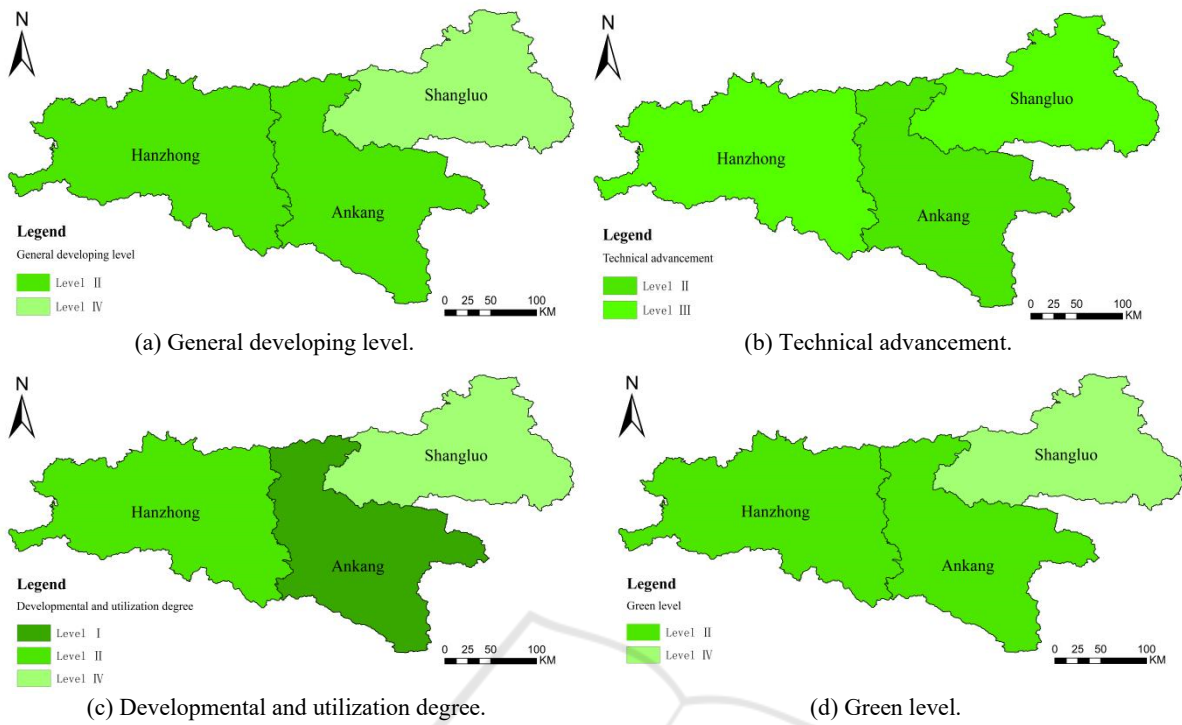 N
Shangluo
Hanzhong
Ankang
Legend
General developing level
Level Ⅱ
Level Ⅳ
0 25 50 100
KM
(a) General developing level.
N
Shangluo
Hanzhong
Ankang
Legend
Technical advancement
Level Ⅱ
Level Ⅲ
0 25 50 100
KM
(b) Technical advancement.
N
Shangluo
Hanzhong
Ankang
Legend
Developmental and utilization degree
Level Ⅰ
Level Ⅱ
Level Ⅳ
0 25 50 100
KM
(c) Developmental and utilization degree.
N
Shangluo
Hanzhong
Ankang
Legend
Green level
Level Ⅱ
Level Ⅳ
0 25 50 100
KM
(d) Green level.